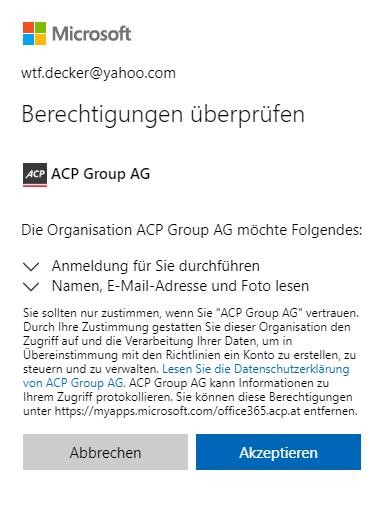 Microsoft
wtf.decker@yahoo.com
Berechtigungen überprüfen
ACP ACP Group AG
Die Organisation ACP Group AG möchte Folgendes:
Anmeldung für Sie durchführen
Namen, E-Mail-Adresse und Foto lesen
Sie sollten nur zustimmen, wenn Sie "ACP Group AG" vertrauen.
Durch Ihre Zustimmung gestatten Sie dieser Organisation den
Zugriff auf und die Verarbeitung Ihrer Daten, um in
Übereinstimmung mit den Richtlinien ein Konto zu erstellen, zu
steuern und zu verwalten. Lesen Sie die Datenschutzerklärung
von ACP Group AG. ACP Group AG kann Informationen zu
Ihrem Zugriff protokollieren. Sie können diese Berechtigungen
unter https://myapps.microsoft.com/office365.acp.at entfernen.
Abbrechen Akzeptieren